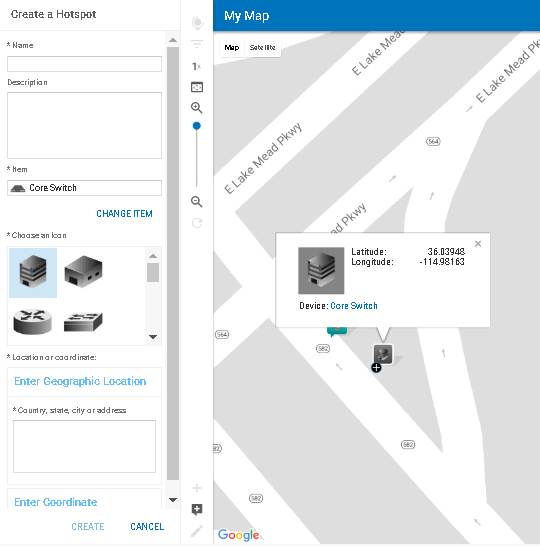 Create a Hotspot
* Name
Description
* Item
Core Switch
CHANGE ITEM
* Choose an Icon
* Location or coordinate:
Enter Geographic Location
* Country, state, city or address
Enter Coordinate
CREATE
CANCEL
1x
My Map
Map
Satellite
E Lake Mead Pkwy
E Lake Mead Pkwy
564
E Lake Mead Pkwy
Mead Pkwy
Latitude: 36.03948
Longitude: -114.98163
Device: Core Switch
564
582
582
582
582
Google